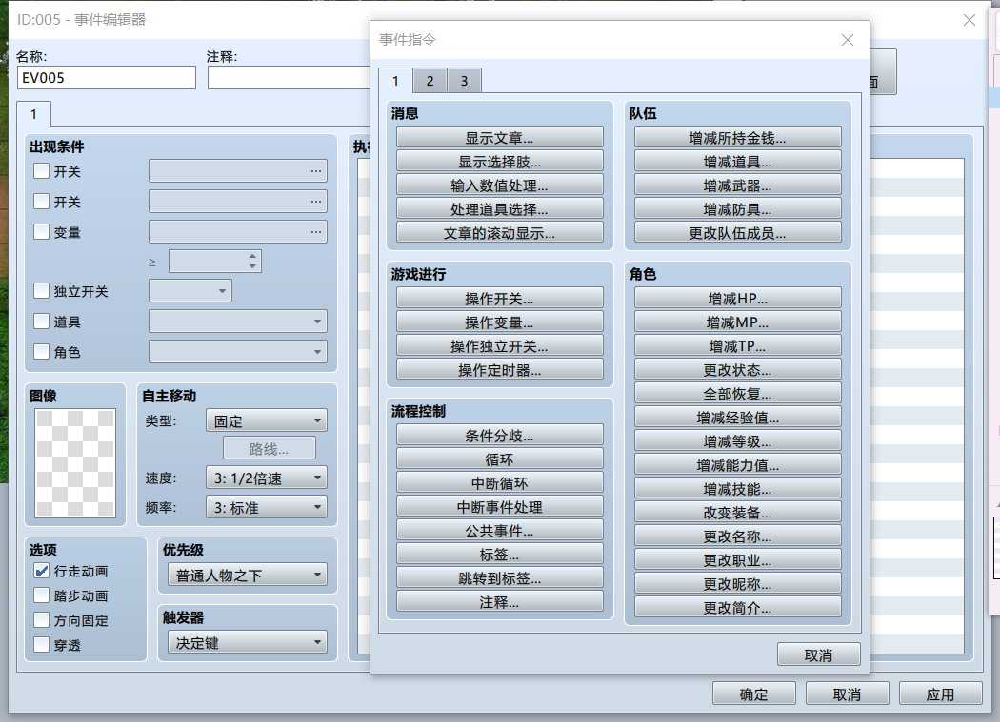 ID:005 - 事件编辑器
名称:
注释:
EV005
面
1
出现条件
开关
...
开关
...
变量
...
≥
独立开关
道具
角色
图像
自主移动
类型:
固定
路线...
速度:
3: 1/2倍速
频率:
3: 标准
选项
行走动画
踏步动画
方向固定
穿透
优先级
普通人物之下
触发器
决定键
执行
事件指令
1
2
3
消息
显示文章...
显示选择肢...
输入数值处理...
处理道具选择...
文章的滚动显示...
游戏进行
操作开关...
操作变量...
操作独立开关...
操作定时器...
流程控制
条件分歧...
循环
中断循环
中断事件处理
公共事件...
标签...
跳转到标签...
注释...
队伍
增减所持金钱...
增减道具...
增减武器...
增减防具...
更改队伍成员...
角色
增减HP...
增减MP...
增减TP...
更改状态...
全部恢复...
增减经验值...
增减等级...
增减能力值...
增减技能...
改变装备...
更改名称...
更改职业...
更改昵称...
更改简介...
取消
确定
取消
应用